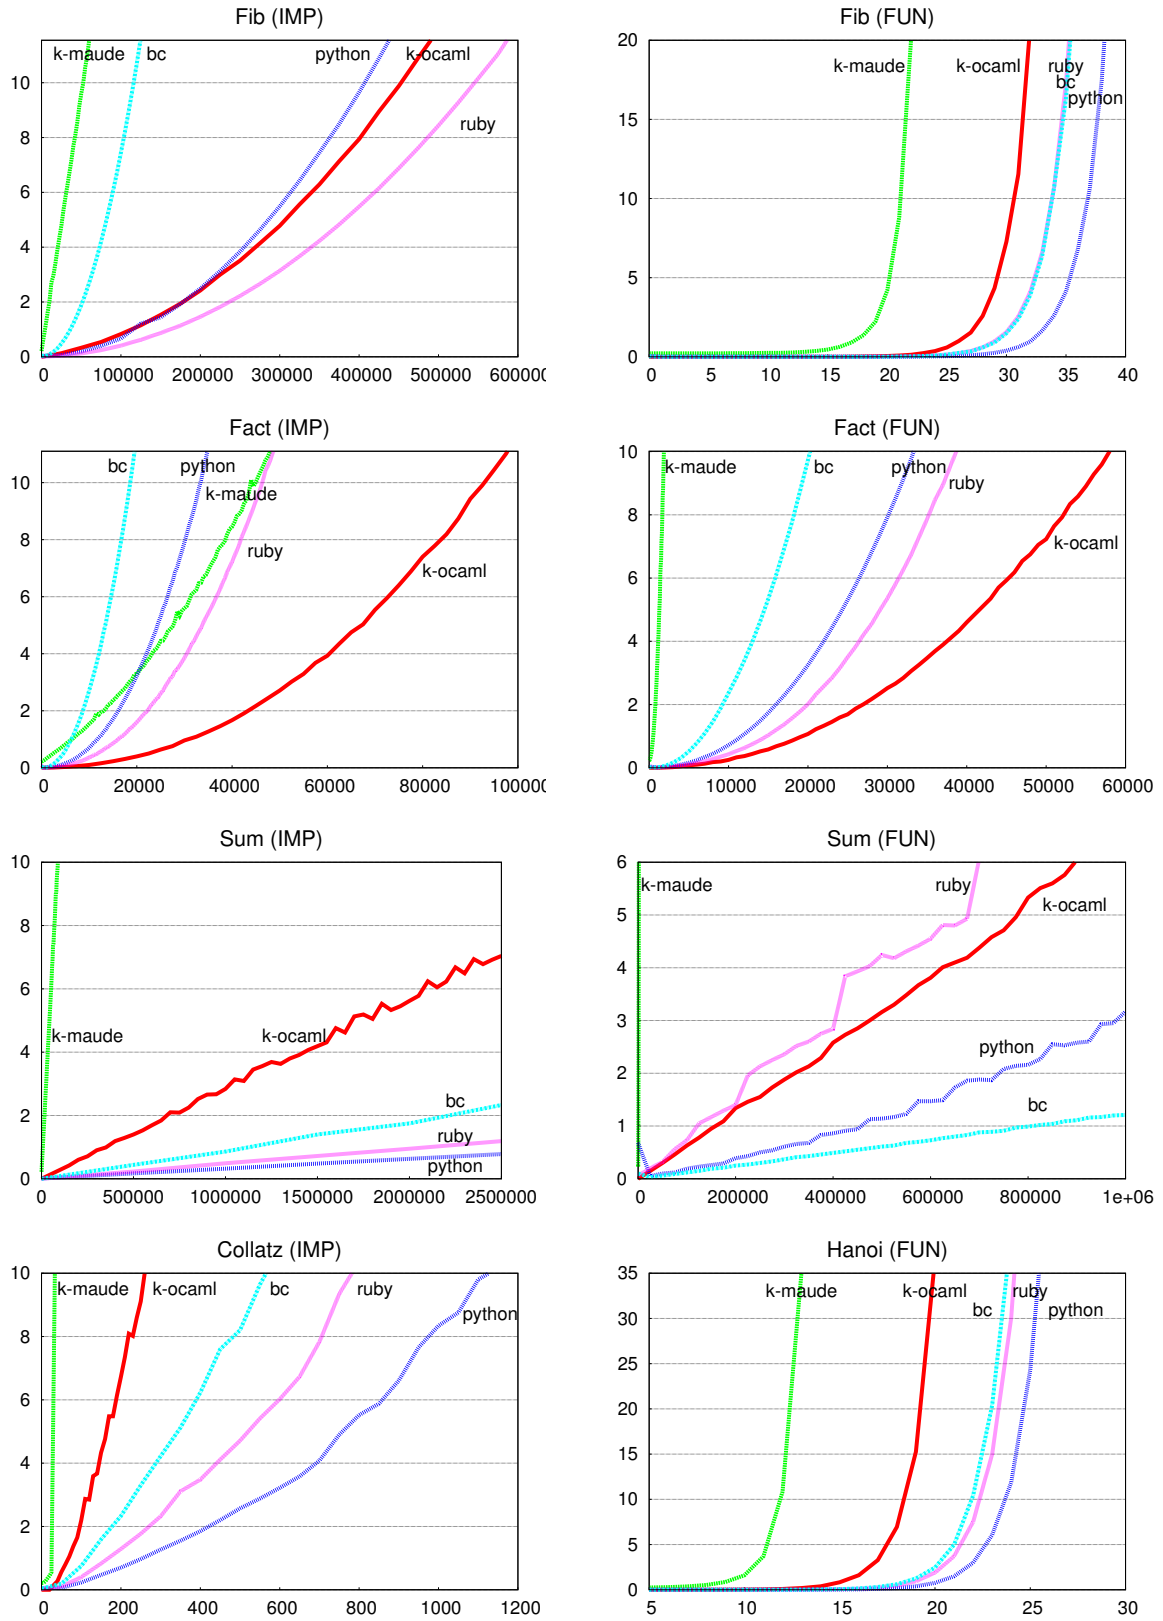 Fib (IMP)
10
8
6
4
2
0
k-maude
bc
python
k-ocaml
ruby
0 100000 200000 300000 400000 500000 600000
Fib (FUN)
20
15
10
5
0
k-maude
k-ocaml
ruby
bc
python
0 5 10 15 20 25 30 35 40
Fact (IMP)
10
8
6
4
2
0
bc
python
k-maude
ruby
k-ocaml
0 20000 40000 60000 80000 100000
Fact (FUN)
10
8
6
4
2
0
k-maude
bc
python
ruby
k-ocaml
0 10000 20000 30000 40000 50000 60000
Sum (IMP)
10
8
6
4
2
0
k-maude
k-ocaml
bc
ruby
python
0 500000 1000000 1500000 2000000 2500000
Sum (FUN)
6
5
4
3
2
1
0
k-maude
ruby
k-ocaml
python
bc
0 200000 400000 600000 800000 1e+06
Collatz (IMP)
10
8
6
4
2
0
k-maude
k-ocaml
bc
ruby
python
0 200 400 600 800 1000 1200
Hanoi (FUN)
35
30
25
20
15
10
5
0
k-maude
k-ocaml
bc
ruby
python
5 10 15 20 25 30